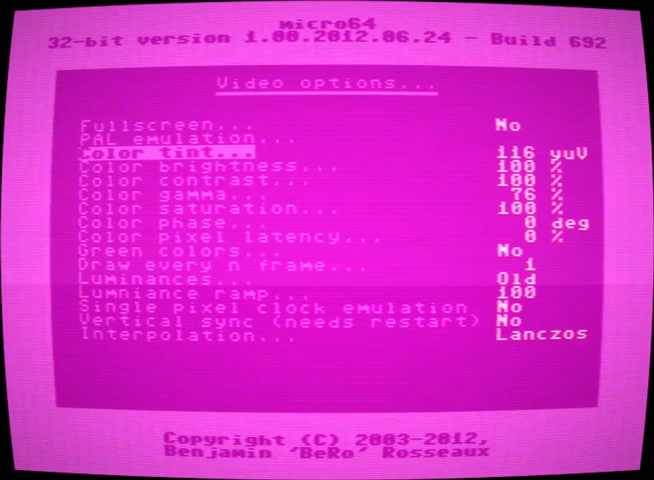 micro64
32-bit version 1.00.2012.06.24 - Build 692
Video options...
Fullscreen... No
PAL emulation...
Color tint... 116 yuV
Color brightness... 100 %
Color contrast... 100 %
Color gamma... 76 %
Color saturation... 100 %
Color phase... 0 deg
Color pixel latency... 0 %
Green colors... No
Draw every n frame... 1
Luminances... Old
Lumniance ramp... 100
Single pixel clock emulation No
Vertical sync (needs restart) No
Interpolation... Lanczos
Copyright (C) 2003-2012,
Benjamin 'BeRo' Rosseaux